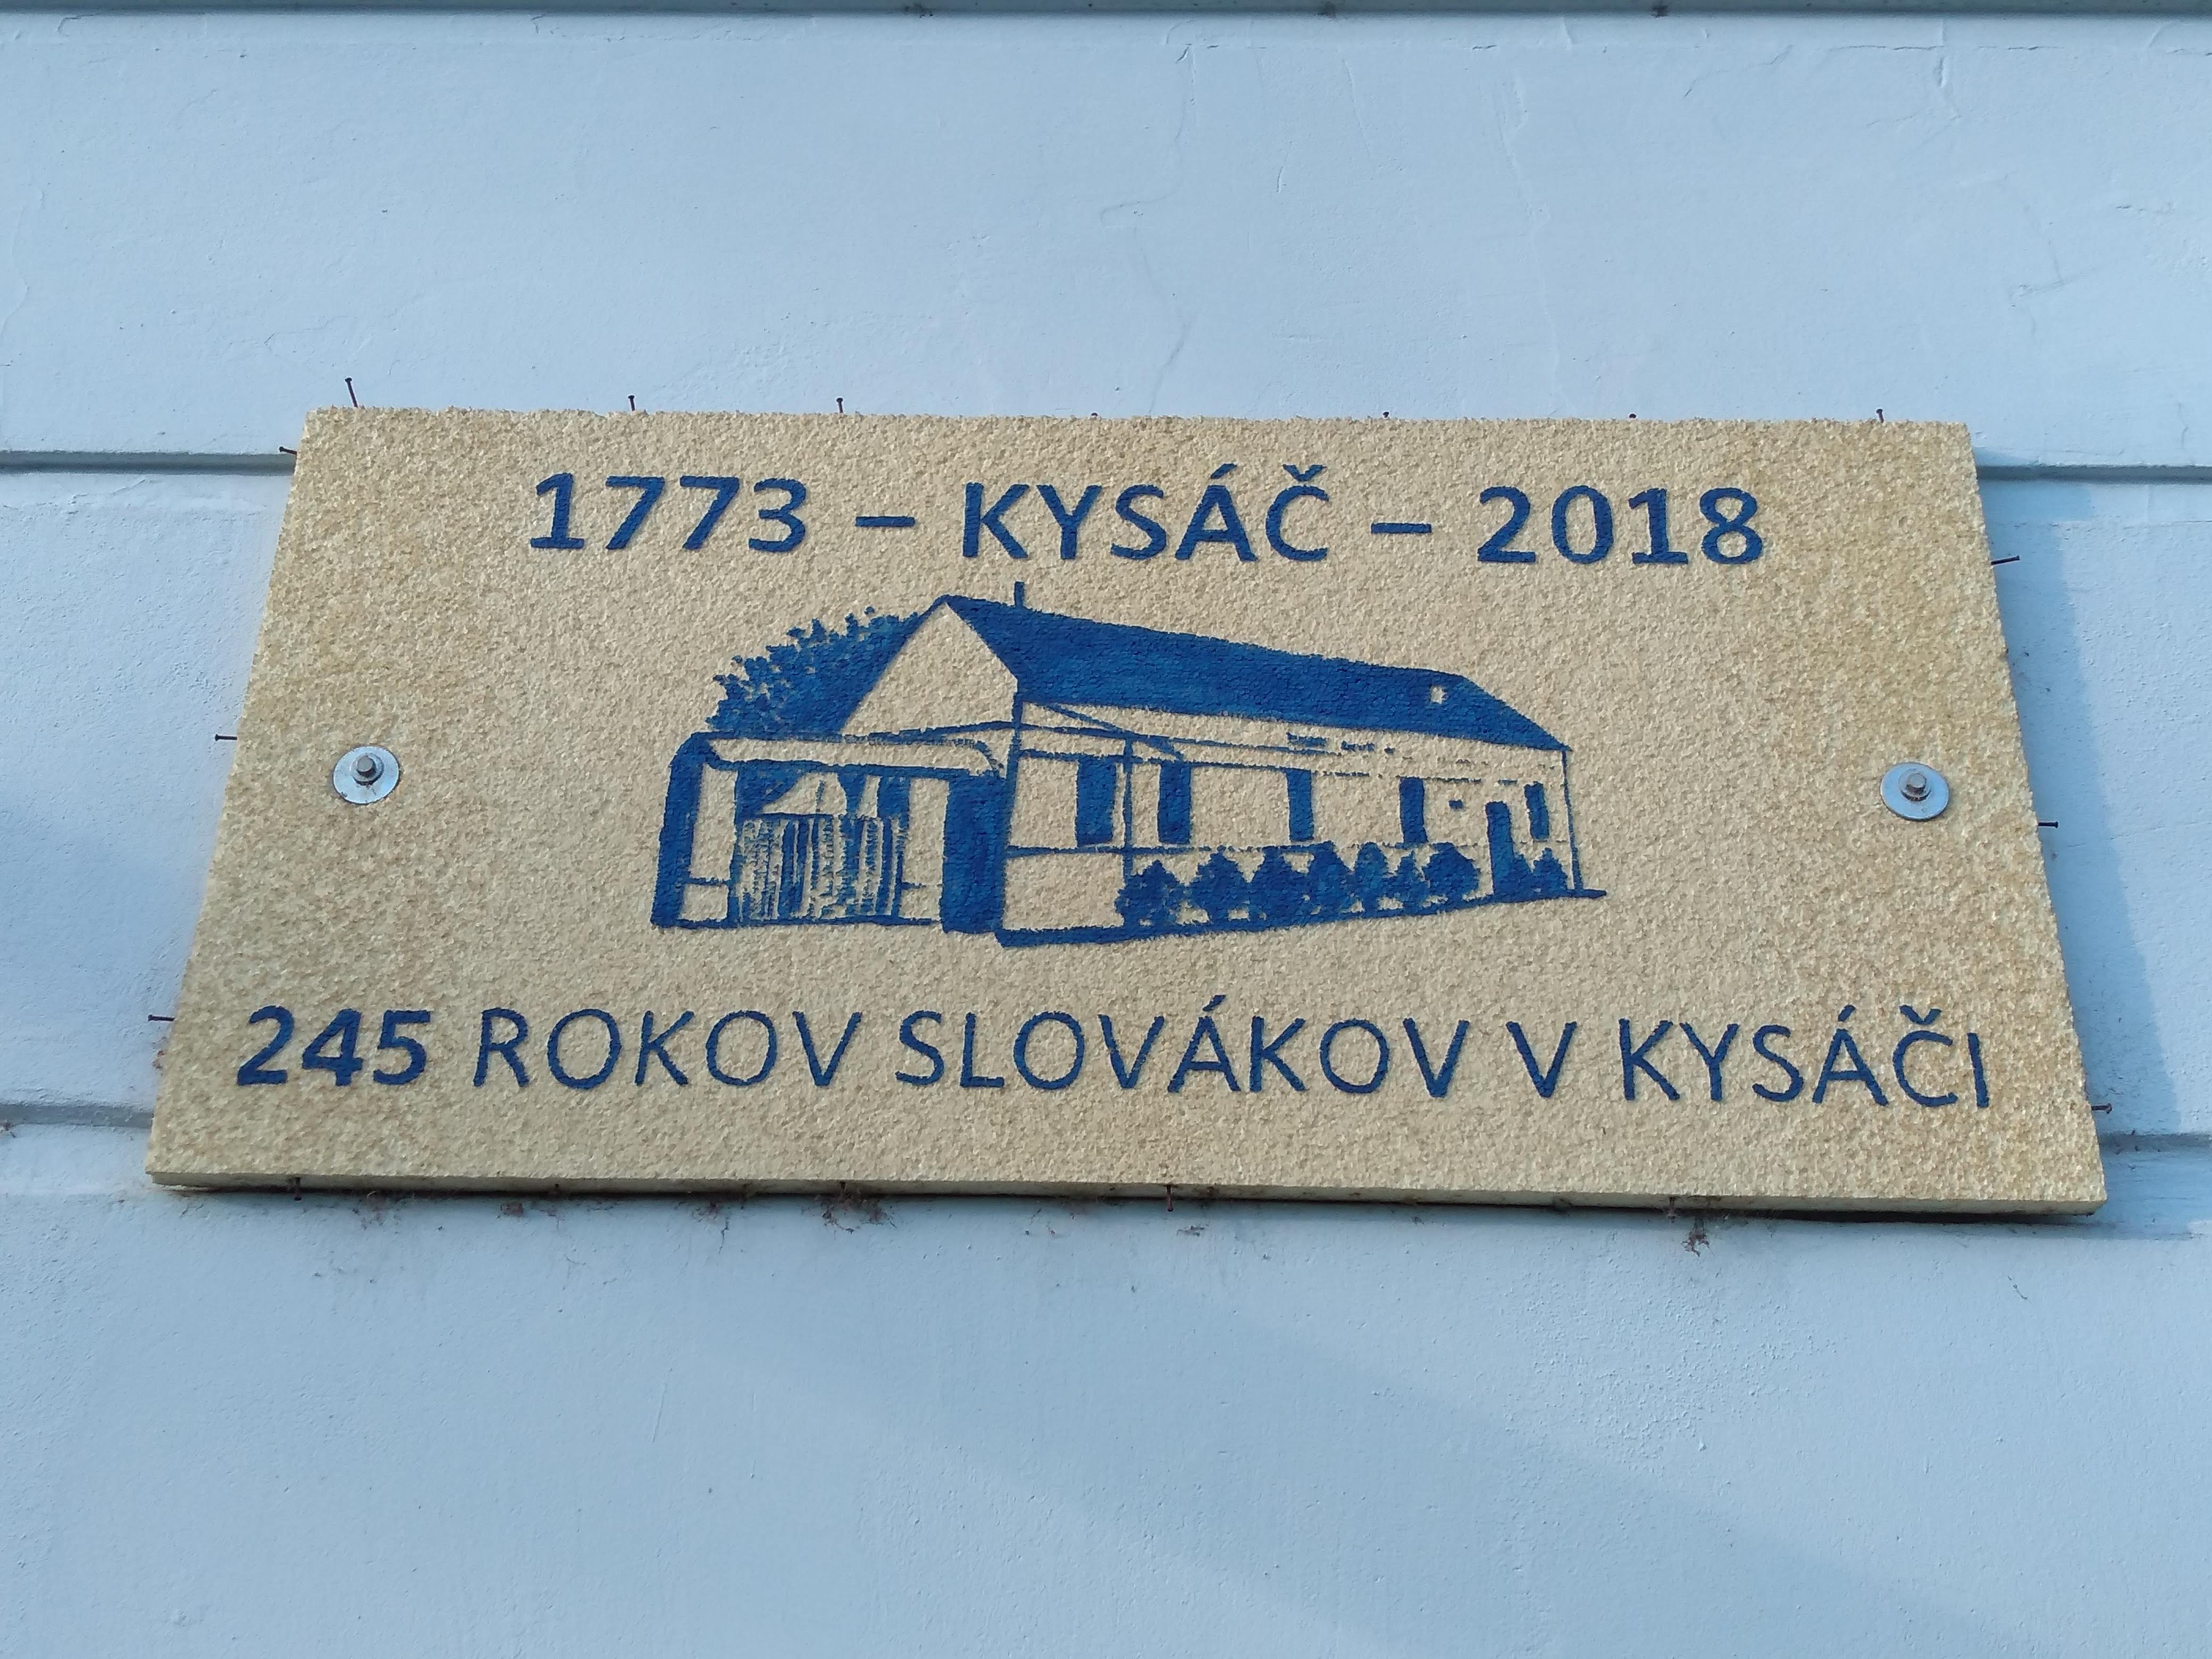 1773 – KYSÁČ – 2018
245 ROKOV SLOVÁKOV V KYSÁČI